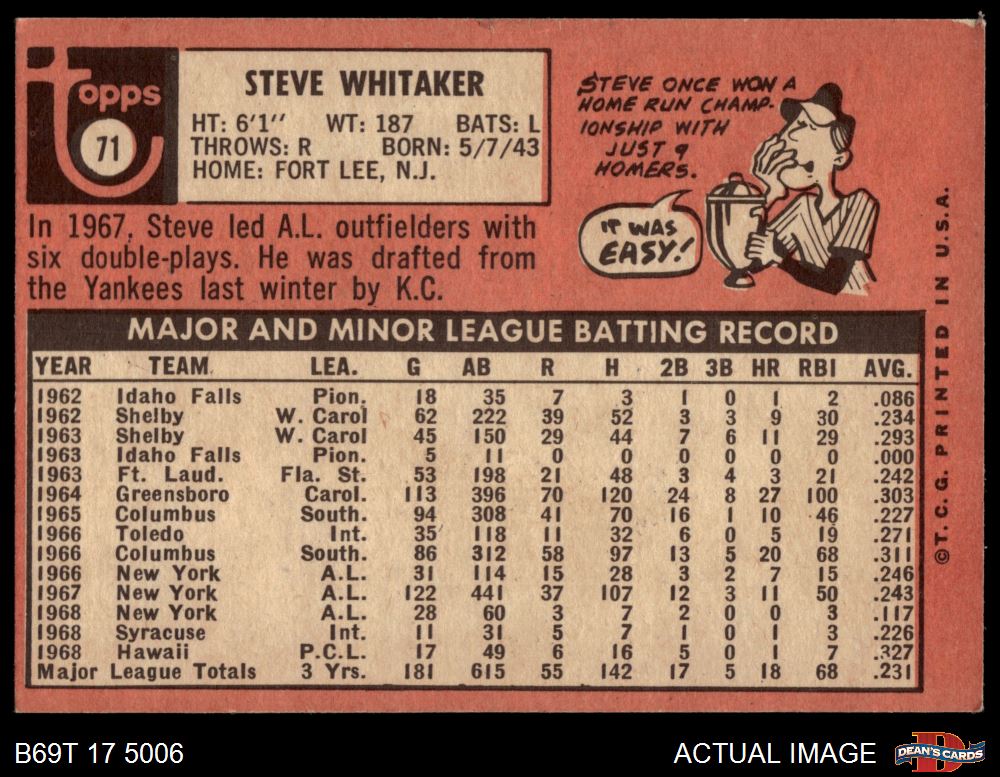 Topps
71
STEVE WHITAKER
HT: 6'1" WT: 187 BATS: L
THROWS: R BORN: 5/7/43
HOME: FORT LEE, N.J.
In 1967, Steve led A.L. outfielders with
six double-plays. He was drafted from
the Yankees last winter by K.C.
STEVE ONCE WON A
HOME RUN CHAMP-
IONSHIP WITH
JUST 9
HOMERS.
IT WAS
EASY!
MAJOR AND MINOR LEAGUE BATTING RECORD
YEAR TEAM LEA. G AB R H 2B 3B HR RBI AVG.
1962 Idaho Falls Pion. 18 35 7 3 1 0 1 2 .086
1962 Shelby W. Carol 62 222 39 52 3 3 9 30 .234
1963 Shelby W. Carol 45 150 29 44 7 6 11 29 .293
1963 Idaho Falls Pion. 5 11 0 0 0 0 0 0 .000
1963 Ft. Laud. Fla. St. 53 198 21 48 3 4 3 21 .242
1964 Greensboro Carol. 113 396 70 120 24 8 27 100 .303
1965 Columbus South. 94 308 41 70 16 1 10 46 .227
1966 Toledo Int. 35 118 11 32 6 0 5 19 .271
1966 Columbus South. 86 312 58 97 13 5 20 68 .311
1966 New York A.L. 31 114 15 28 3 2 7 15 .246
1967 New York A.L. 122 441 37 107 12 3 11 50 .243
1968 New York A.L. 28 60 3 7 2 0 0 3 .117
1968 Syracuse Int. 11 31 5 7 1 0 1 3 .226
1968 Hawaii P.C.L. 17 49 6 16 5 0 1 7 .327
Major League Totals 3 Yrs. 181 615 55 142 17 5 18 68 .231
©T.C.G. PRINTED IN U.S.A.
B69T 17 5006
ACTUAL IMAGE
D
DEAN'S CARDS